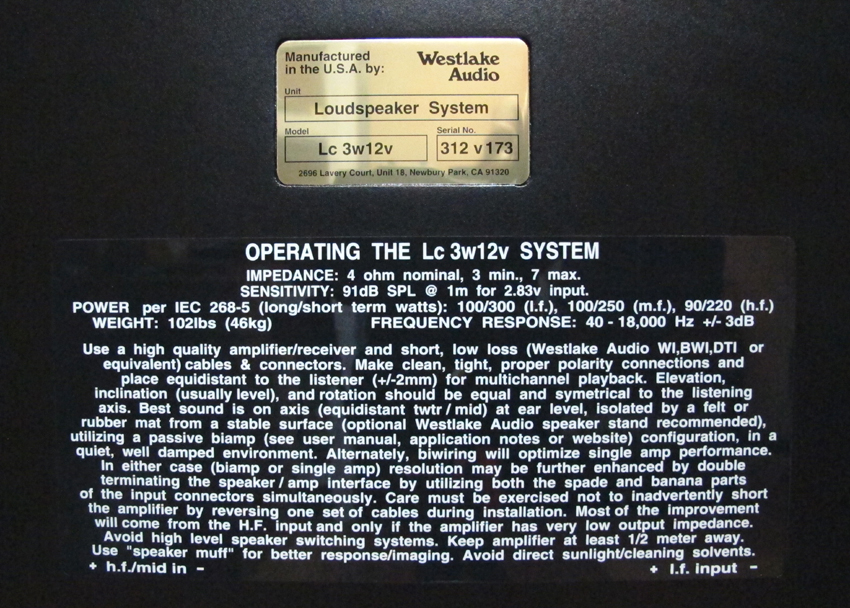 Manufactured
in the U.S.A. by:
Westlake
Audio
Unit
Loudspeaker System
Model
Lc 3w12v
Serial No.
312 v 173
2696 Lavery Court, Unit 18, Newbury Park, CA 91320
OPERATING THE Lc 3w12v SYSTEM
IMPEDANCE: 4 ohm nominal, 3 min., 7 max.
SENSITIVITY: 91dB SPL @ 1m for 2.83v input.
POWER per IEC 268-5 (long/short term watts): 100/300 (l.f.), 100/250 (m.f.), 90/220 (h.f.)
WEIGHT: 102lbs (46kg) FREQUENCY RESPONSE: 40 - 18,000 Hz +/- 3dB
Use a high quality amplifier/receiver and short, low loss (Westlake Audio WI,BWI,DTI or
equivalent) cables & connectors. Make clean, tight, proper polarity connections and
place equidistant to the listener (+/-2mm) for multichannel playback. Elevation,
inclination (usually level), and rotation should be equal and symetrical to the listening
axis. Best sound is on axis (equidistant twtr / mid) at ear level, isolated by a felt or
rubber mat from a stable surface (optional Westlake Audio speaker stand recommended),
utilizing a passive biamp (see user manual, application notes or website) configuration, in a
quiet, well damped environment. Alternately, biwiring will optimize single amp performance.
In either case (biamp or single amp) resolution may be further enhanced by double
terminating the speaker / amp interface by utilizing both the spade and banana parts
of the input connectors simultaneously. Care must be exercised not to inadvertently short
the amplifier by reversing one set of cables during installation. Most of the improvement
will come from the H.F. input and only if the amplifier has very low output impedance.
Avoid high level speaker switching systems. Keep amplifier at least 1/2 meter away.
Use "speaker muff" for better response/imaging. Avoid direct sunlight/cleaning solvents.
+ h.f./mid in - + l.f. input -